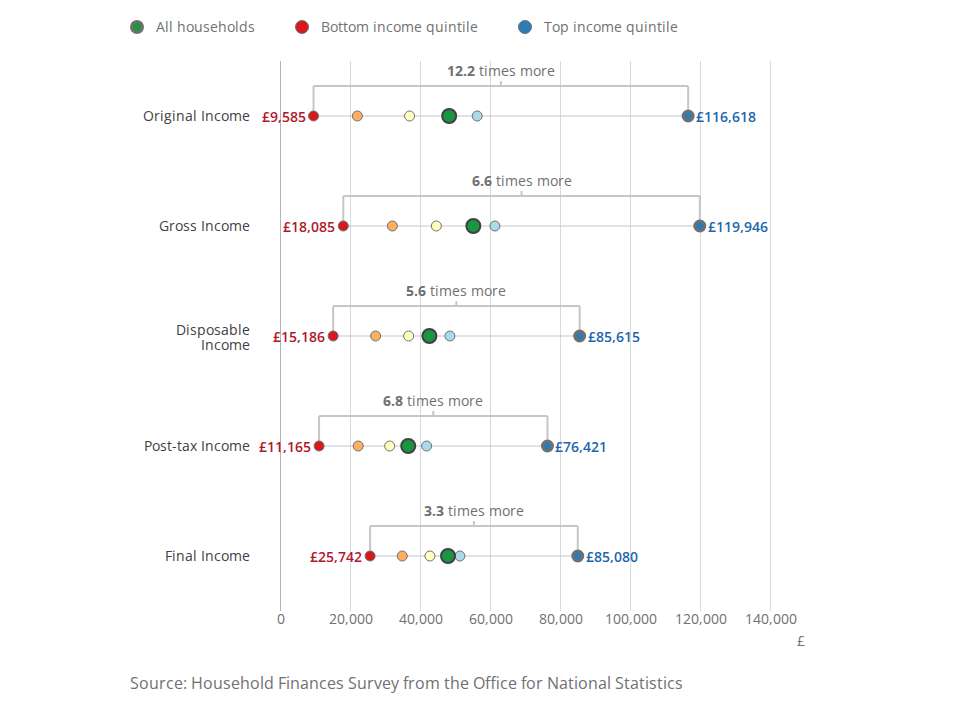 All households
Bottom income quintile
Top income quintile
12.2 times more
Original Income
£9,585
£116,618
6.6 times more
Gross Income
£18,085
£119,946
5.6 times more
Disposable
Income
£15,186
£85,615
6.8 times more
Post-tax Income
£11,165
£76,421
3.3 times more
Final Income
£25,742
£85,080
0
20,000
40,000
60,000
80,000
100,000
120,000
140,000
£
Source: Household Finances Survey from the Office for National Statistics